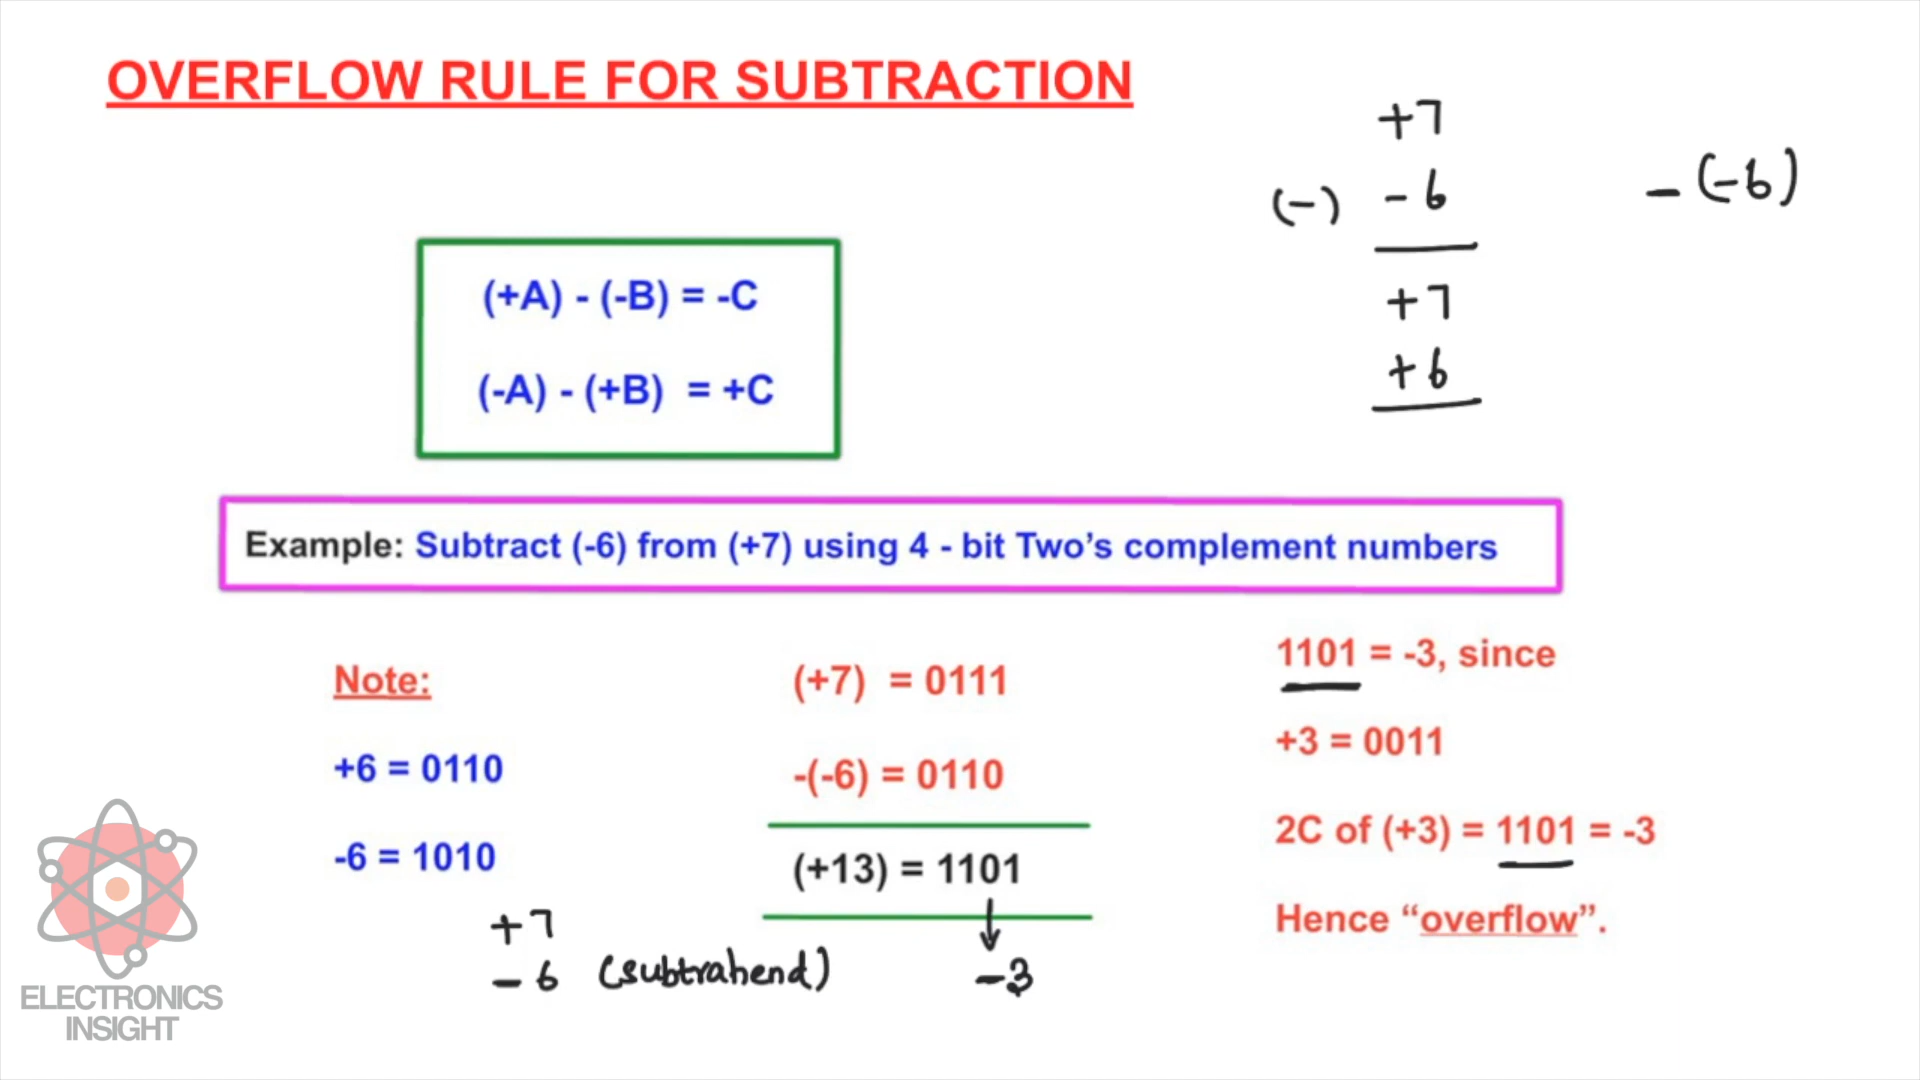 OVERFLOW RULE FOR SUBTRACTION
+7
(-) -6
-(-6)
+7
+6
(+A) - (-B) = -C
(-A) - (+B) = +C
Example: Subtract (-6) from (+7) using 4 - bit Two’s complement numbers
Note:
+6 = 0110
-6 = 1010
(+7) = 0111
-(-6) = 0110
(+13) = 1101
-3
+7
-6 (subtrahend)
1101 = -3, since
+3 = 0011
2C of (+3) = 1101 = -3
Hence “overflow”.
ELECTRONICS
INSIGHT